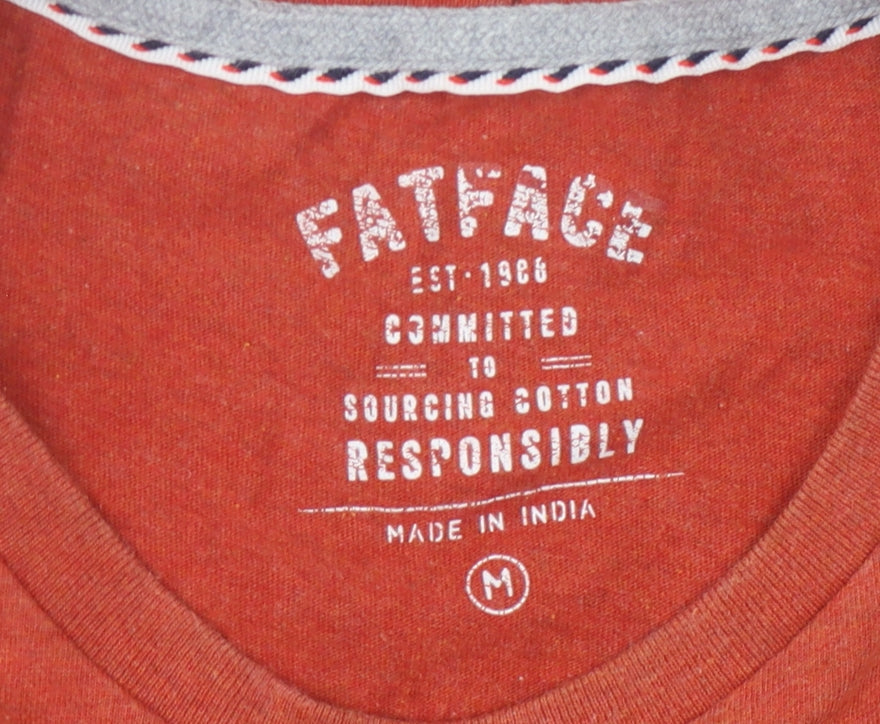 FATFACE
EST·1988
COMMITTED
TO
SOURCING COTTON
RESPONSIBLY
MADE IN INDIA
M